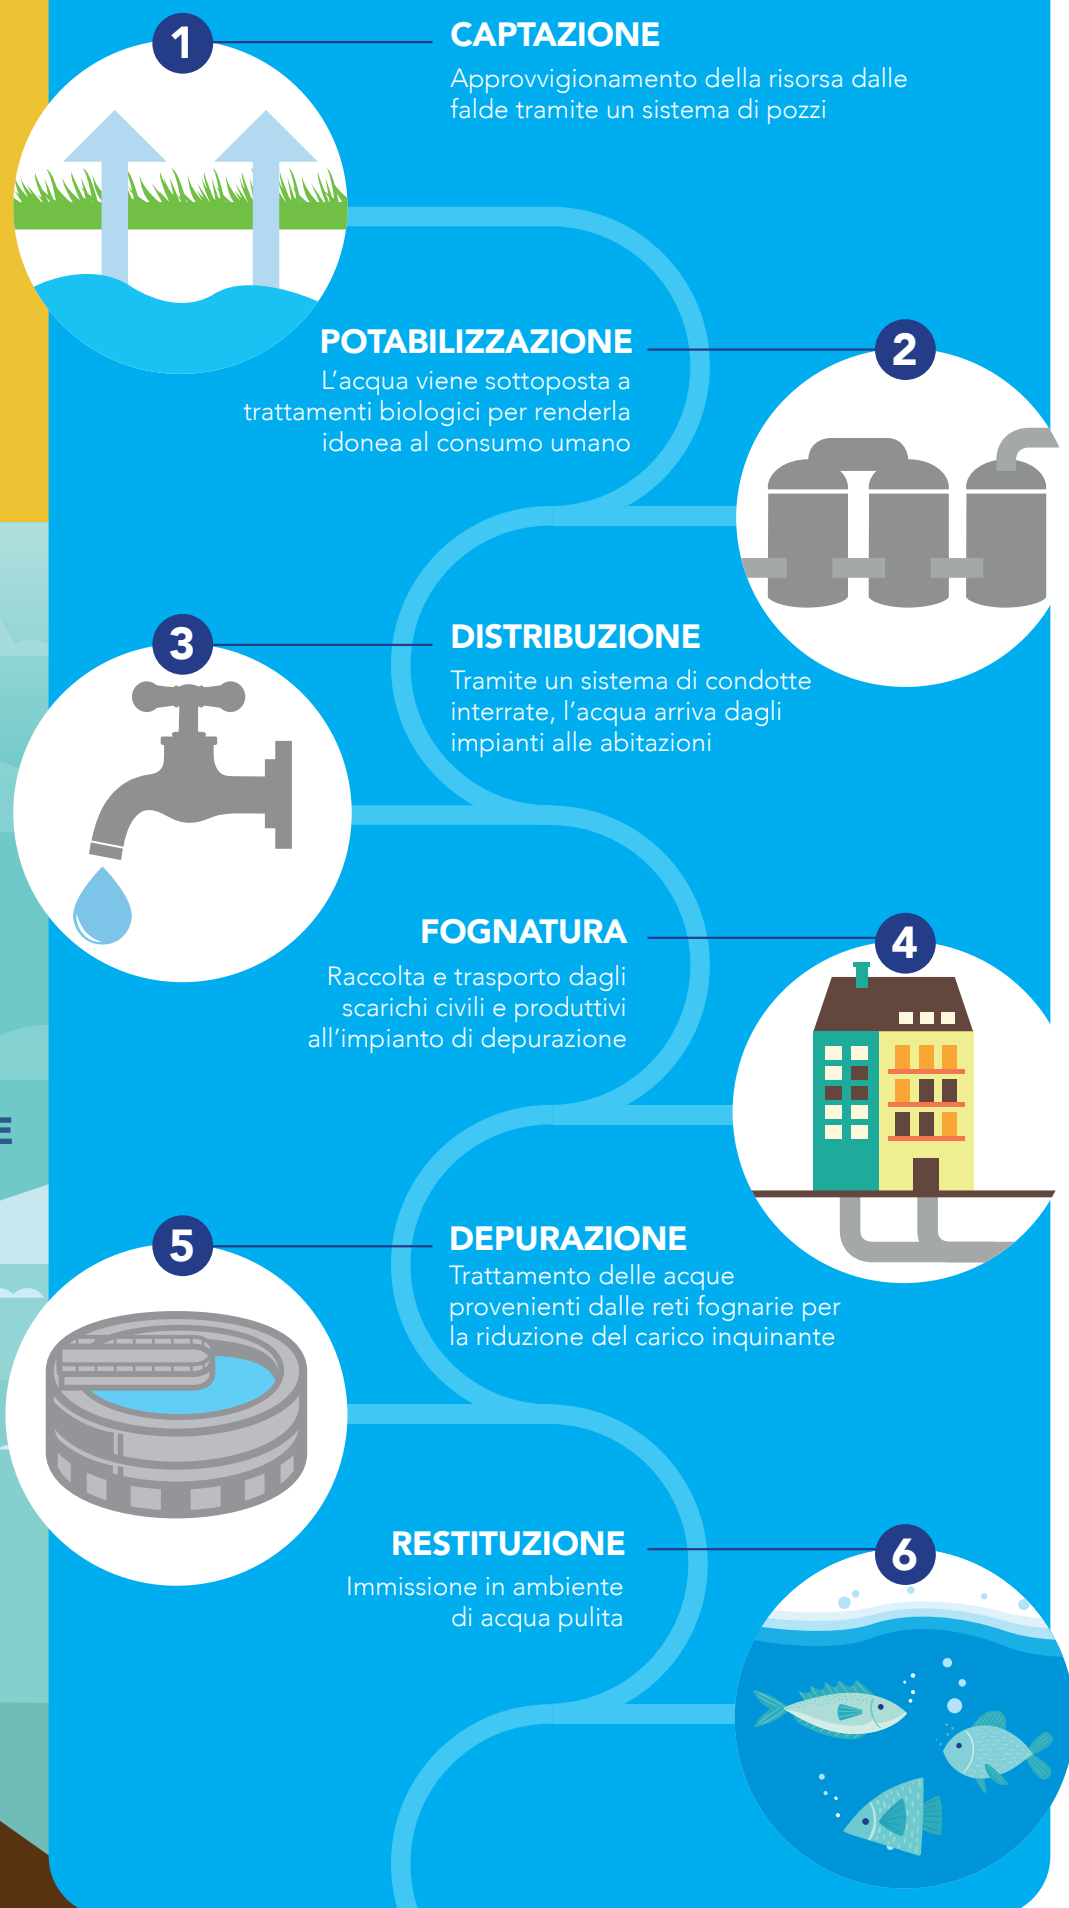 1
CAPTAZIONE
Approvvigionamento della risorsa dalle
falde tramite un sistema di pozzi
2
POTABILIZZAZIONE
L’acqua viene sottoposta a
trattamenti biologici per renderla
idonea al consumo umano
3
DISTRIBUZIONE
Tramite un sistema di condotte
interrate, l’acqua arriva dagli
impianti alle abitazioni
4
FOGNATURA
Raccolta e trasporto dagli
scarichi civili e produttivi
all’impianto di depurazione
E
5
DEPURAZIONE
Trattamento delle acque
provenienti dalle reti fognarie per
la riduzione del carico inquinante
6
RESTITUZIONE
Immissione in ambiente
di acqua pulita